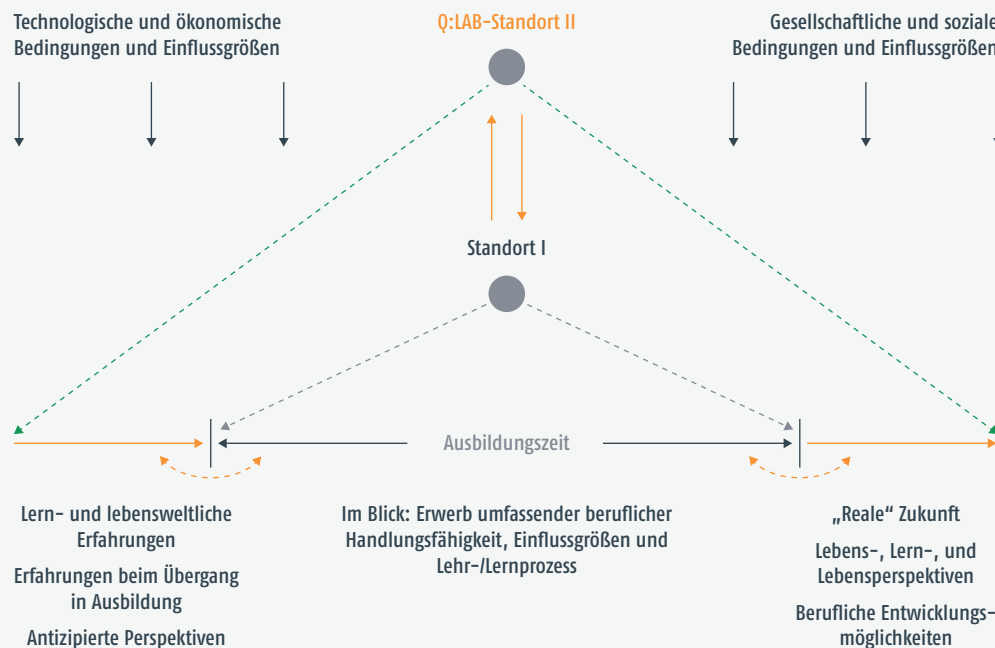 Technologische und ökonomische
Bedingungen und Einflussgrößen
Q:LAB-Standort II
Gesellschaftliche und soziale
Bedingungen und Einflussgrößen
Standort I
Ausbildungszeit
Lern- und lebensweltliche
Erfahrungen
Erfahrungen beim Übergang
in Ausbildung
Antizipierte Perspektiven
Im Blick: Erwerb umfassender beruflicher
Handlungsfähigkeit, Einflussgrößen und
Lehr-/Lernprozess
„Reale“ Zukunft
Lebens-, Lern-, und
Lebensperspektiven
Berufliche Entwicklungs-
möglichkeiten